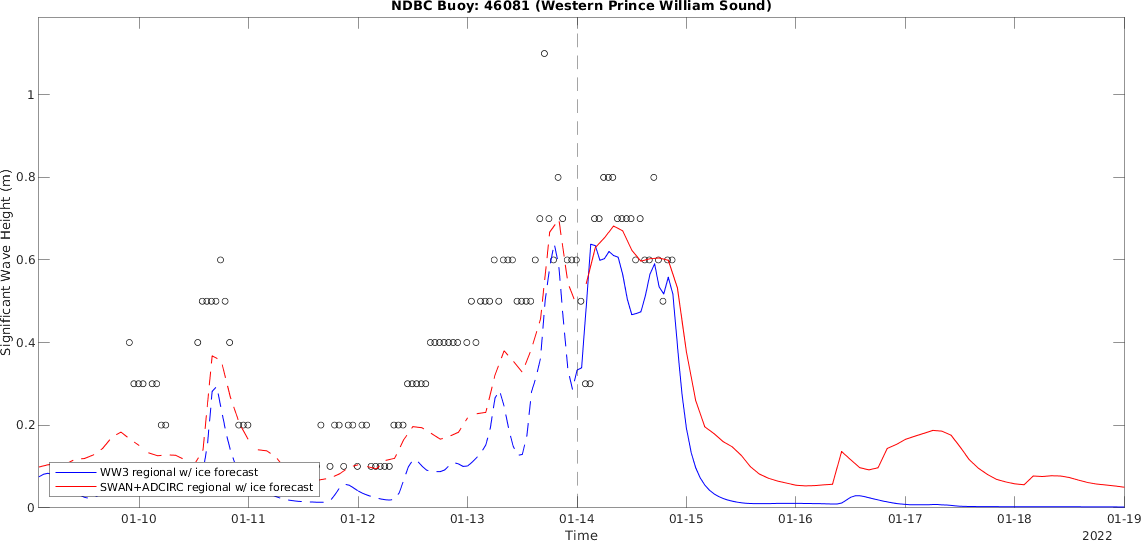 NDBC Buoy: 46081 (Western Prince William Sound)
Significant Wave Height (m)
1
0.8
0.6
0.4
0.2
0
WW3 regional w/ ice forecast
SWAN+ADCIRC regional w/ ice forecast
01-10 01-11 01-12 01-13 01-14 01-15 01-16 01-17 01-18 01-19
Time
2022